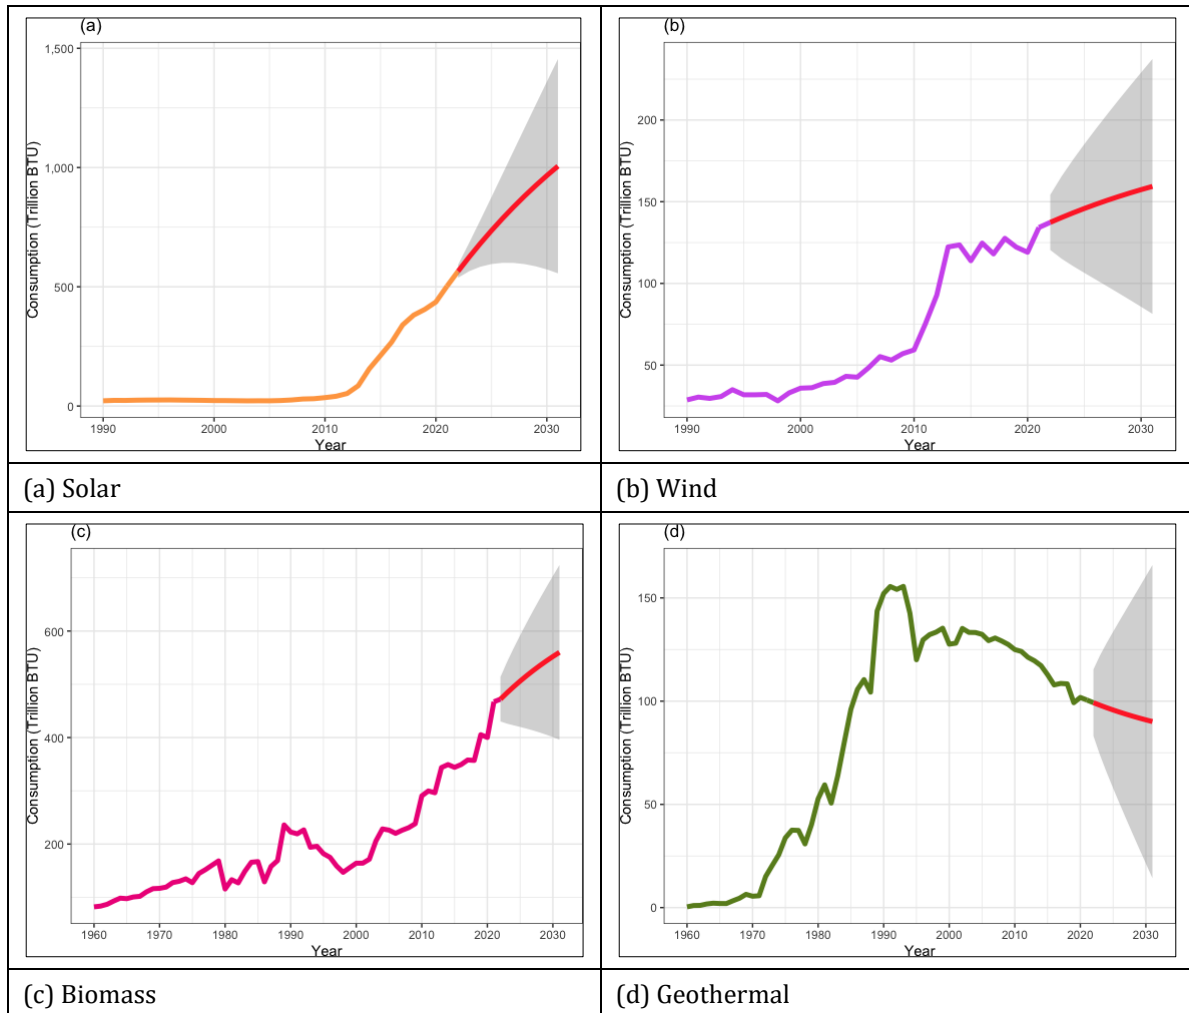 (a)
1,500
1,000
500
0
Consumption (Trillion BTU)
1990 2000 2010 2020 2030
Year
(a) Solar
(b)
200
150
100
50
Consumption (Trillion BTU)
1990 2000 2010 2020 2030
Year
(b) Wind
(c)
600
400
200
Consumption (Trillion BTU)
1960 1970 1980 1990 2000 2010 2020 2030
Year
(c) Biomass
(d)
150
100
50
0
Consumption (Trillion BTU)
1960 1970 1980 1990 2000 2010 2020 2030
Year
(d) Geothermal